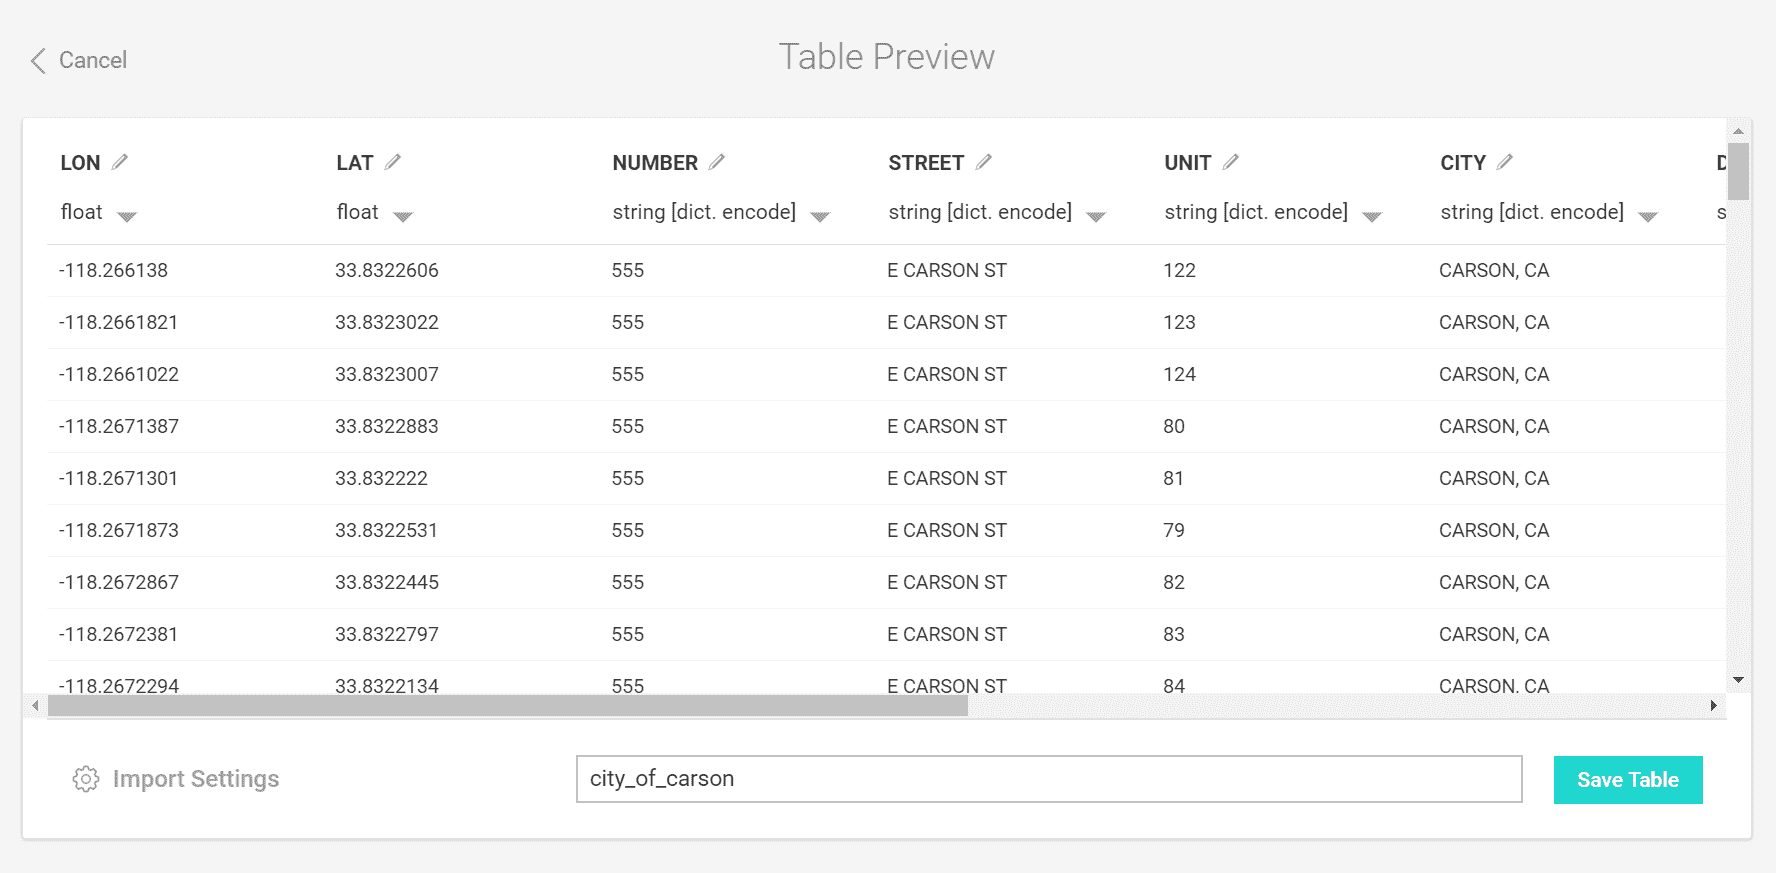 Cancel
Table Preview
LON LAT NUMBER STREET UNIT CITY
float float string [dict. encode] string [dict. encode] string [dict. encode] string [dict. encode] s
-118.266138 33.8322606 555 E CARSON ST 122 CARSON, CA
-118.2661821 33.8323022 555 E CARSON ST 123 CARSON, CA
-118.2661022 33.8323007 555 E CARSON ST 124 CARSON, CA
-118.2671387 33.8322883 555 E CARSON ST 80 CARSON, CA
-118.2671301 33.832222 555 E CARSON ST 81 CARSON, CA
-118.2671873 33.8322531 555 E CARSON ST 79 CARSON, CA
-118.2672867 33.8322445 555 E CARSON ST 82 CARSON, CA
-118.2672381 33.8322797 555 E CARSON ST 83 CARSON, CA
-118.2672294 33.8322134 555 E CARSON ST 84 CARSON, CA
Import Settings
city_of_carson
Save Table